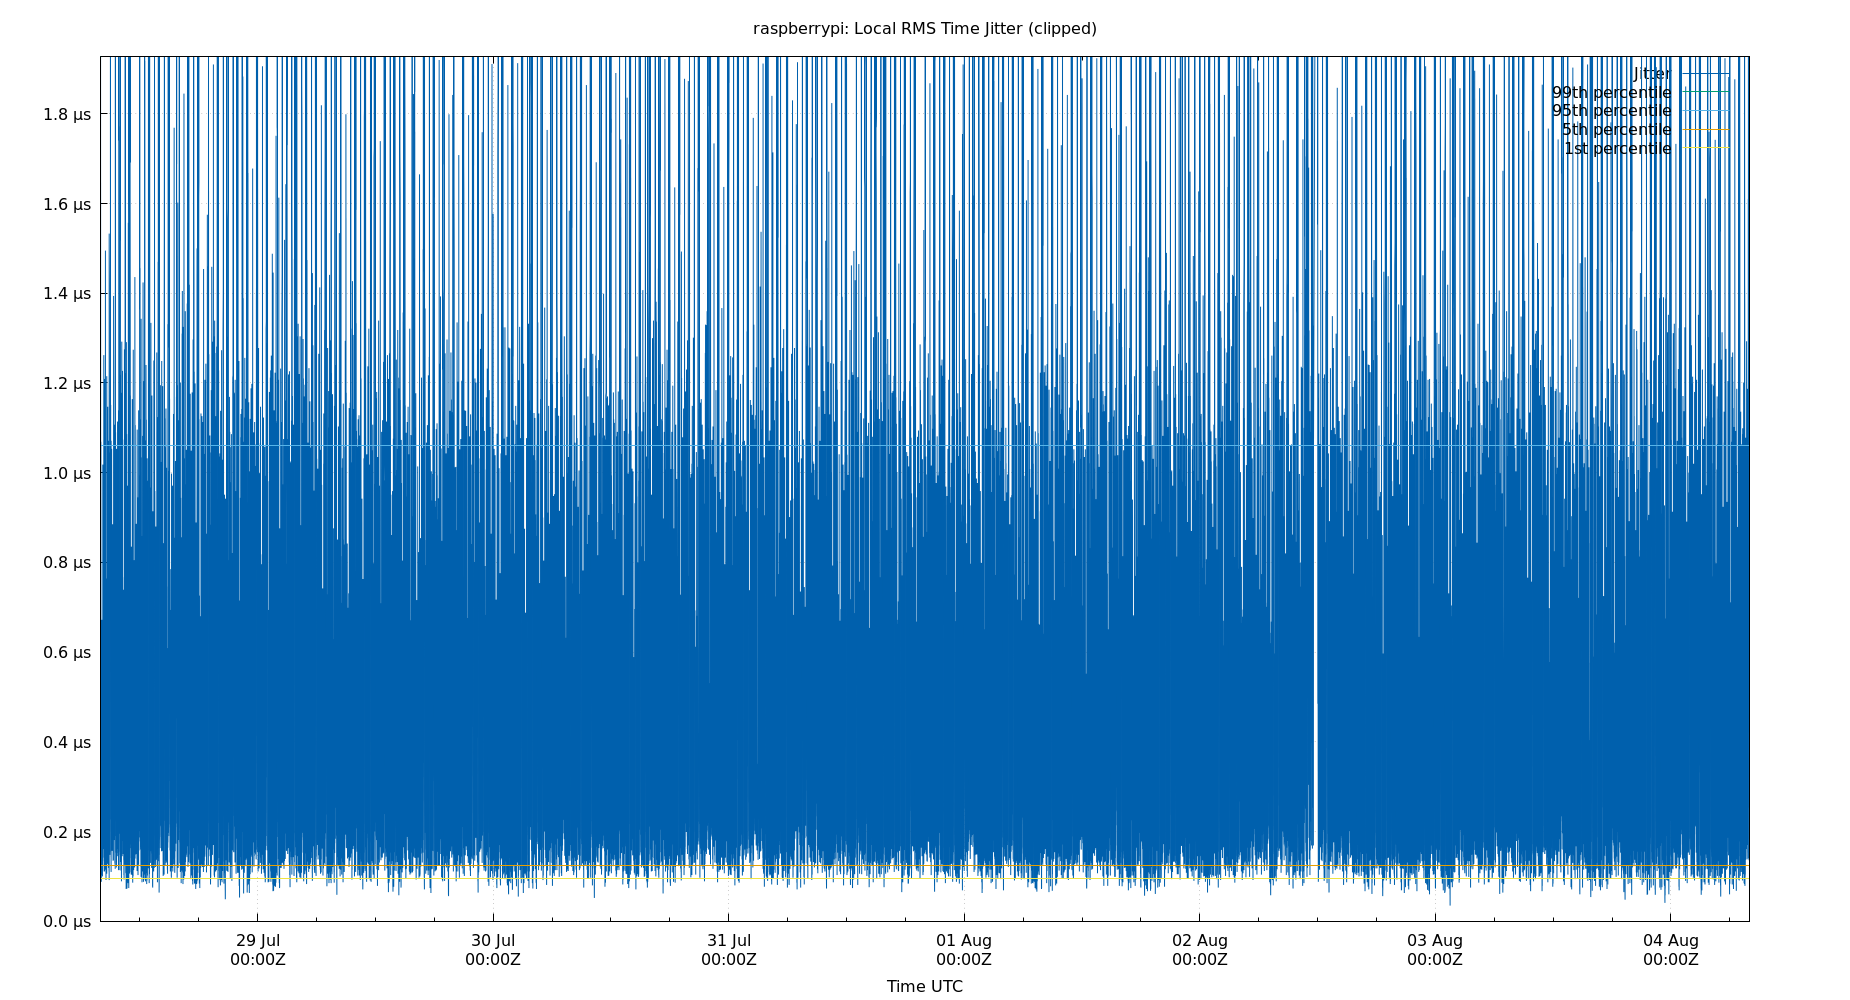 raspberrypi: Local RMS Time Jitter (clipped)
Jitter
99th percentile
95th percentile
5th percentile
1st percentile
1.8 μs
1.6 μs
1.4 μs
1.2 μs
1.0 μs
0.8 μs
0.6 μs
0.4 μs
0.2 μs
0.0 μs
29 Jul 30 Jul 31 Jul 01 Aug 02 Aug 03 Aug 04 Aug
00:00Z 00:00Z 00:00Z 00:00Z 00:00Z 00:00Z 00:00Z
Time UTC